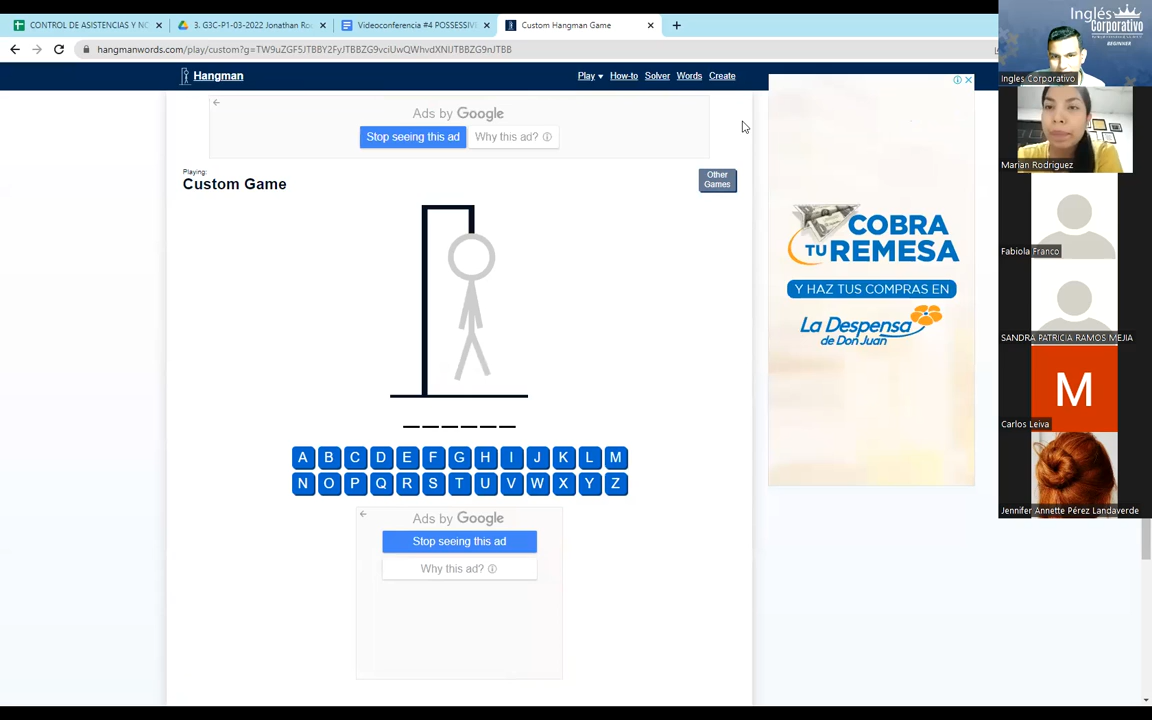 CONTROL DE ASISTENCIAS Y NO
3. G3C-P1-03-2022 Jonathan Ro
Videoconferencia #4 POSSESSIV
Custom Hangman Game
hangmanwords.com/play/custom?g=TW9uZGF5JTBBY2FyJTBBZG9vciUwQWhvdXNlJTBBZG9nJTBB
Hangman
Play
How-to
Solver
Words
Create
Ads by Google
Stop seeing this ad
Why this ad?
Playing:
Custom Game
Other
Games
A B C D E F G H I J K L M
N O P Q R S T U V W X Y Z
Ads by Google
Stop seeing this ad
Why this ad?
COBRA
TU REMESA
Y HAZ TUS COMPRAS EN
La Despensa
de Don Juan
Inglés
Corporativo
BEGINNER
Ingles Corporativo
Marian Rodriguez
Fabiola Franco
SANDRA PATRICIA RAMOS MEJIA
M
Carlos Leiva
Jennifer Annette Pérez Landaverde